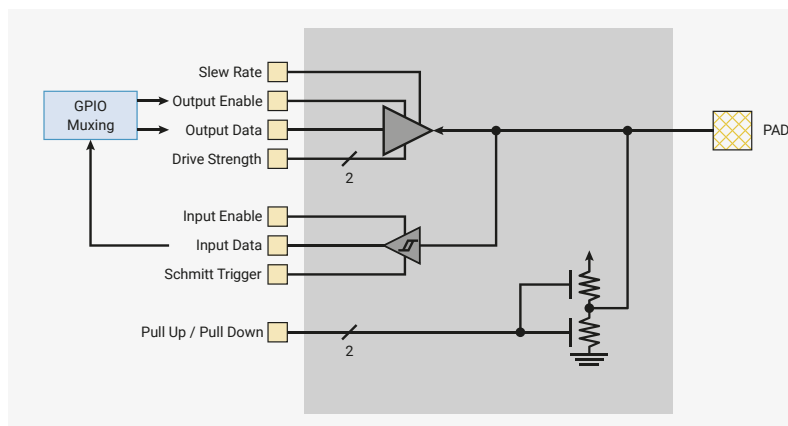 Slew Rate
GPIO
Muxing
Output Enable
Output Data
PAD
Drive Strength
2
Input Enable
Input Data
Schmitt Trigger
Pull Up / Pull Down
2